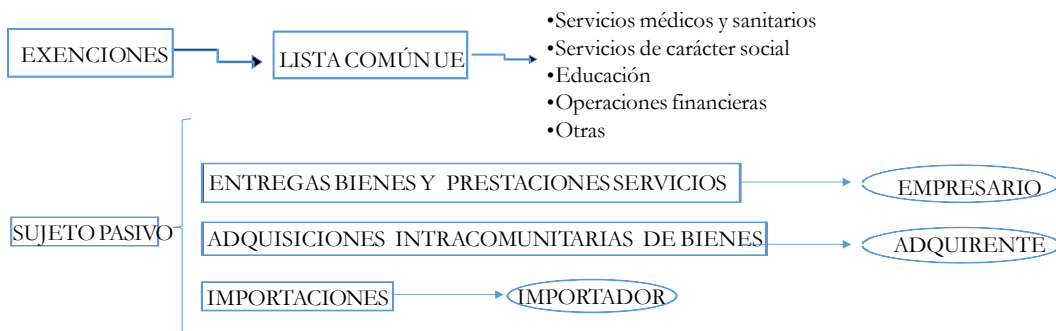 EXENCIONES
LISTA COMÚN UE
•Servicios médicos y sanitarios
•Servicios de carácter social
•Educación
•Operaciones financieras
•Otras
SUJETO PASIVO
ENTREGAS BIENES Y PRESTACIONES SERVICIOS
EMPRESARIO
ADQUISICIONES INTRACOMUNITARIAS DE BIENES
ADQUIRENTE
IMPORTACIONES
IMPORTADOR